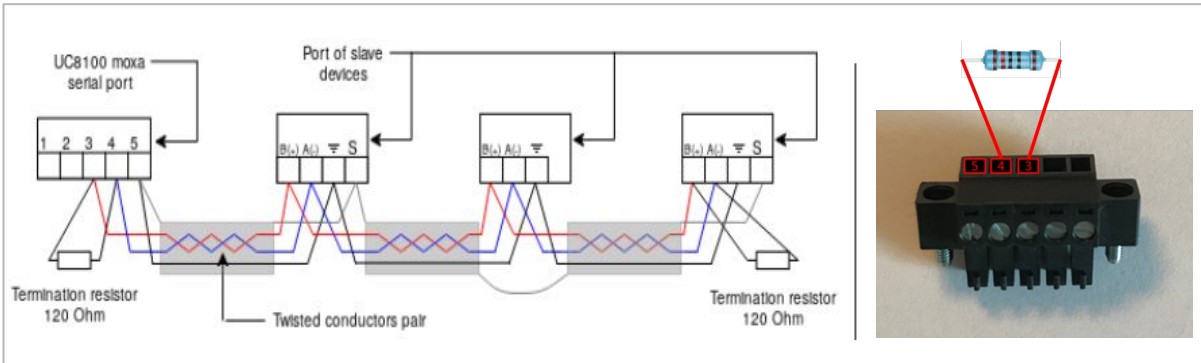 UC8100 moxa
serial port
Port of slave
devices
1 2 3 4 5
B(+) A(-) S
B(+) A(-)
B(+) A(-) S
Termination resistor
120 Ohm
Twisted conductors pair
Termination resistor
120 Ohm
5 4 3